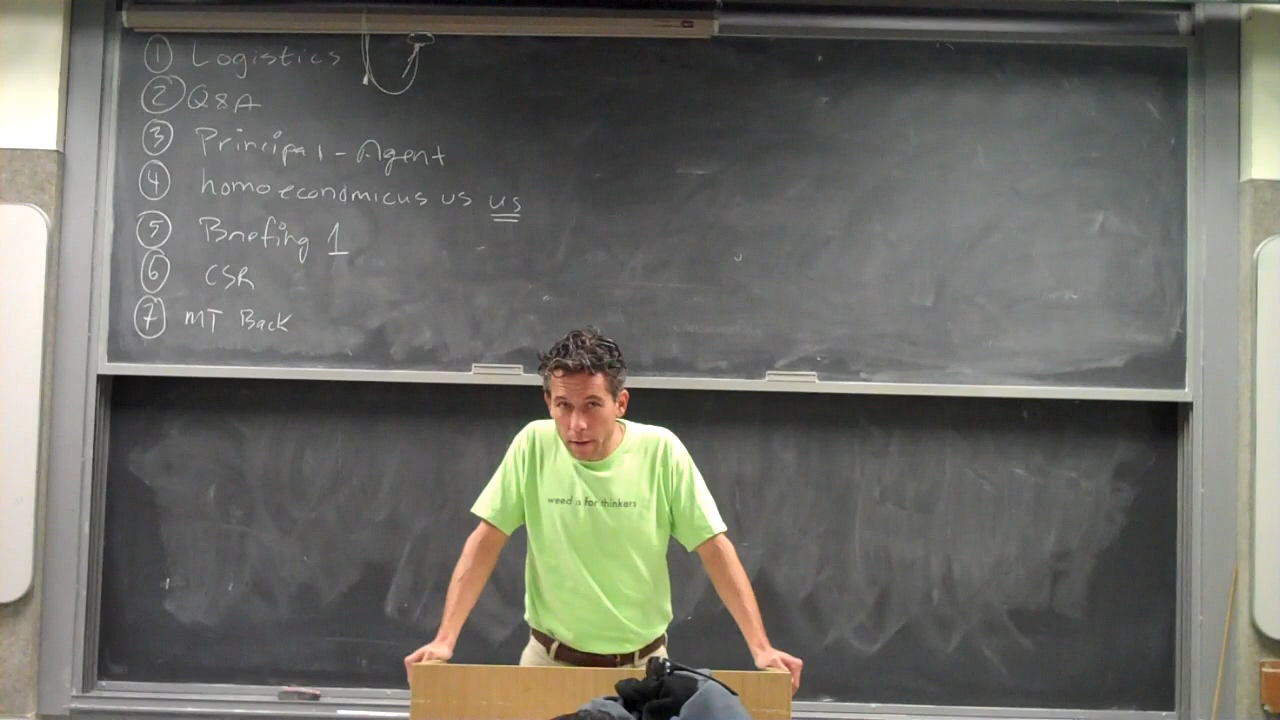 ① Logistics
② Q&A
③ Principal-Agent
④ homo economicus vs us
⑤ Briefing 1
⑥ CSR
⑦ MT Back
weed is for thinkers